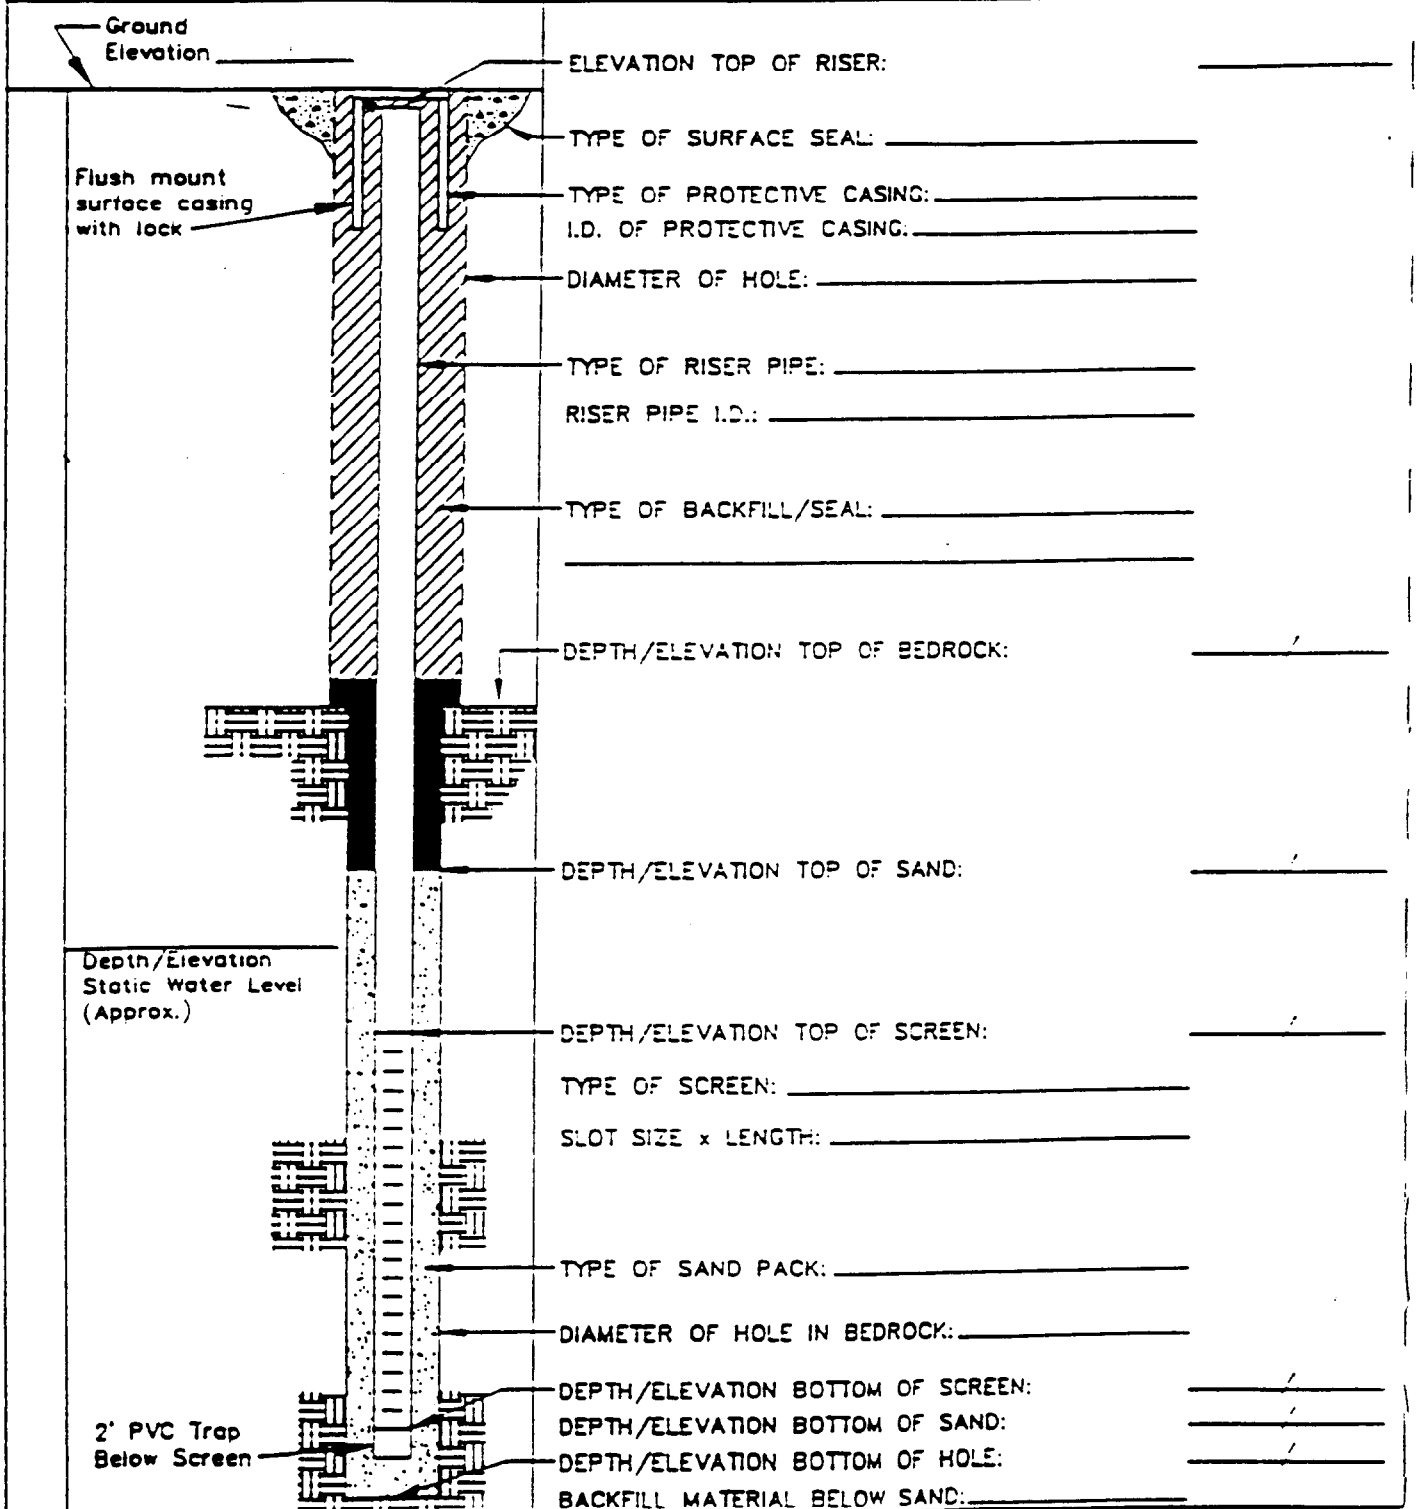 Ground
Elevation
ELEVATION TOP OF RISER:
TYPE OF SURFACE SEAL:
Flush mount
surface casing
with lock
TYPE OF PROTECTIVE CASING:
I.D. OF PROTECTIVE CASING:
DIAMETER OF HOLE:
TYPE OF RISER PIPE:
RISER PIPE I.D.:
TYPE OF BACKFILL/SEAL:
DEPTH/ELEVATION TOP OF BEDROCK: /
DEPTH/ELEVATION TOP OF SAND: /
Depth/Elevation
Static Water Level
(Approx.)
DEPTH/ELEVATION TOP OF SCREEN: /
TYPE OF SCREEN:
SLOT SIZE x LENGTH:
TYPE OF SAND PACK:
DIAMETER OF HOLE IN BEDROCK:
DEPTH/ELEVATION BOTTOM OF SCREEN: /
2' PVC Trap
Below Screen
DEPTH/ELEVATION BOTTOM OF SAND: /
DEPTH/ELEVATION BOTTOM OF HOLE: /
BACKFILL MATERIAL BELOW SAND: